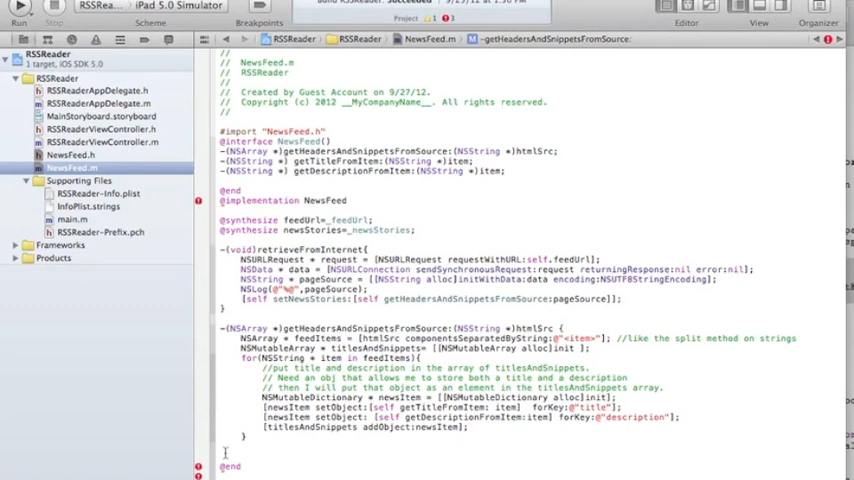 RSSRea...
iPad 5.0 Simulator
Build RSSReader: Succeeded
Project 1 3
Run
Stop
Scheme
Breakpoints
Editor
View
Organizer
RSSReader
RSSReader
NewsFeed.m
-getHeadersAndSnippetsFromSource:
RSSReader
1 target, iOS SDK 5.0
RSSReader
RSSReaderAppDelegate.h
RSSReaderAppDelegate.m
MainStoryboard.storyboard
RSSReaderViewController.h
RSSReaderViewController.m
NewsFeed.h
NewsFeed.m
Supporting Files
RSSReader-Info.plist
InfoPlist.strings
main.m
RSSReader-Prefix.pch
Frameworks
Products
//
// NewsFeed.m
// RSSReader
//
// Created by Guest Account on 9/27/12.
// Copyright (c) 2012 __MyCompanyName__. All rights reserved.
//
#import "NewsFeed.h"
@interface NewsFeed()
-(NSArray *)getHeadersAndSnippetsFromSource:(NSString *)htmlSrc;
-(NSString *) getTitleFromItem:(NSString *)item;
-(NSString *) getDescriptionFromItem:(NSString *)item;
@end
@implementation NewsFeed
@synthesize feedUrl=_feedUrl;
@synthesize newsStories=_newsStories;
-(void)retrieveFromInternet{
NSURLRequest * request = [NSURLRequest requestWithURL:self.feedUrl];
NSData * data = [NSURLConnection sendSynchronousRequest:request returningResponse:nil error:nil];
NSString * pageSource = [[NSString alloc]initWithData:data encoding:NSUTF8StringEncoding];
NSLog(@"%@",pageSource);
[self setNewsStories:[self getHeadersAndSnippetsFromSource:pageSource]];
}
-(NSArray *)getHeadersAndSnippetsFromSource:(NSString *)htmlSrc {
NSArray * feedItems = [htmlSrc componentsSeparatedByString:@"<item>"]; //like the split method on strings
NSMutableArray * titlesAndSnippets= [[NSMutableArray alloc]init ];
for(NSString * item in feedItems){
//put title and description in the array of titlesAndSnippets.
// Need an obj that allows me to store both a title and a description
// then I will put that object as an element in the titlesAndSnippets array.
NSMutableDictionary * newsItem = [[NSMutableDictionary alloc]init];
[newsItem setObject:[self getTitleFromItem: item] forKey:@"title"];
[newsItem setObject: [self getDescriptionFromItem:item] forKey:@"description"];
[titlesAndSnippets addObject:newsItem];
}
@end